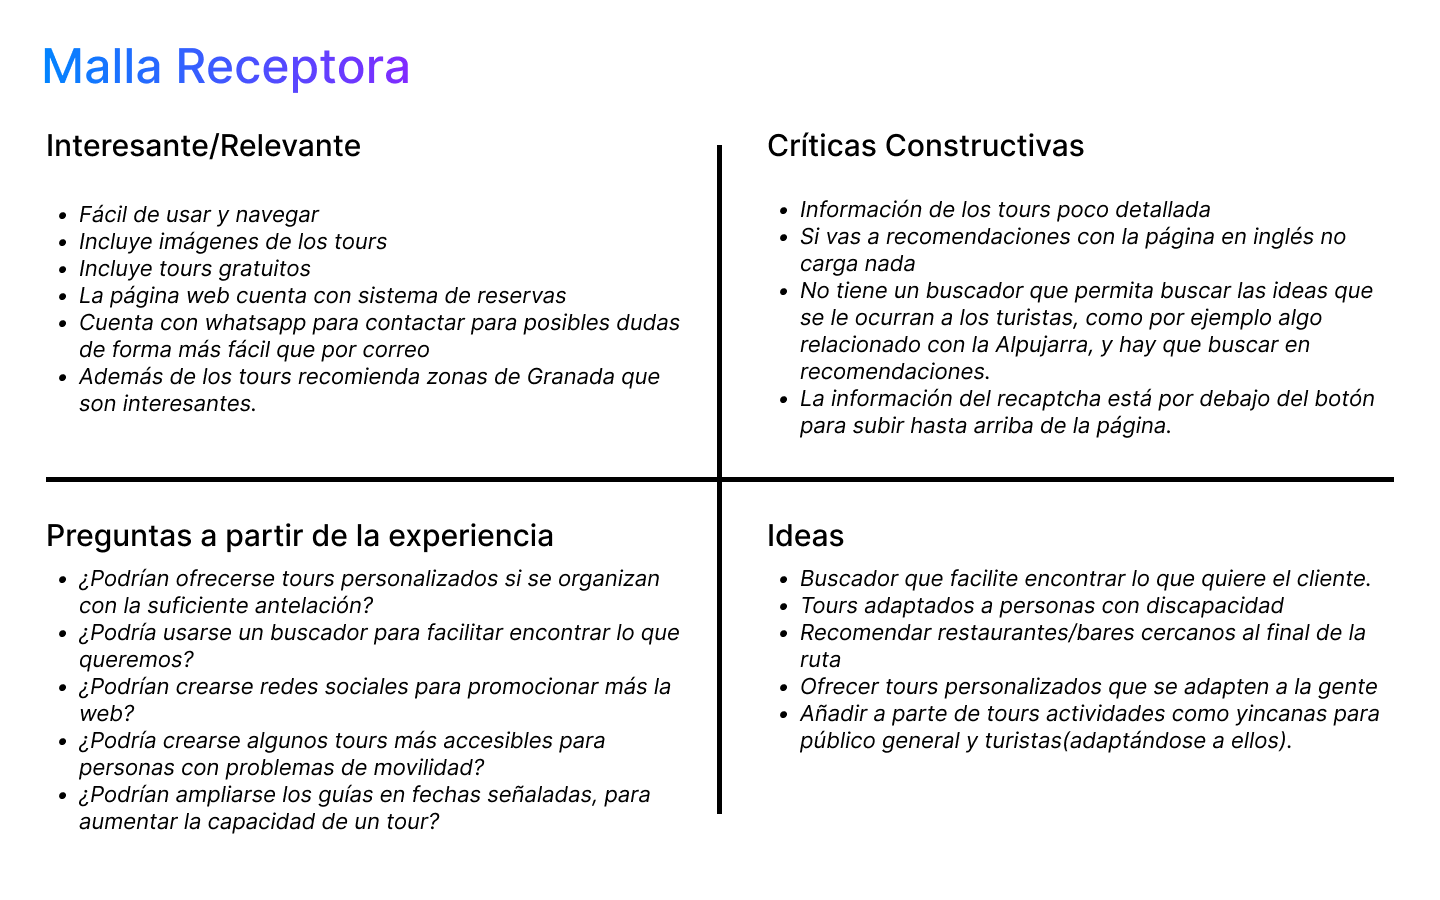 Malla Receptora
Interesante/Relevante
• Fácil de usar y navegar
• Incluye imágenes de los tours
• Incluye tours gratuitos
• La página web cuenta con sistema de reservas
• Cuenta con whatsapp para contactar para posibles dudas
de forma más fácil que por correo
• Además de los tours recomienda zonas de Granada que
son interesantes.
Críticas Constructivas
• Información de los tours poco detallada
• Si vas a recomendaciones con la página en inglés no
carga nada
• No tiene un buscador que permita buscar las ideas que
se le ocurran a los turistas, como por ejemplo algo
relacionado con la Alpujarra, y hay que buscar en
recomendaciones.
• La información del recaptcha está por debajo del botón
para subir hasta arriba de la página.
Preguntas a partir de la experiencia
• ¿Podrían ofrecerse tours personalizados si se organizan
con la suficiente antelación?
• ¿Podría usarse un buscador para facilitar encontrar lo que
queremos?
• ¿Podrían crearse redes sociales para promocionar más la
web?
• ¿Podría crearse algunos tours más accesibles para
personas con problemas de movilidad?
• ¿Podrían ampliarse los guías en fechas señaladas, para
aumentar la capacidad de un tour?
Ideas
• Buscador que facilite encontrar lo que quiere el cliente.
• Tours adaptados a personas con discapacidad
• Recomendar restaurantes/bares cercanos al final de la
ruta
• Ofrecer tours personalizados que se adapten a la gente
• Añadir a parte de tours actividades como yincanas para
público general y turistas(adaptándose a ellos).